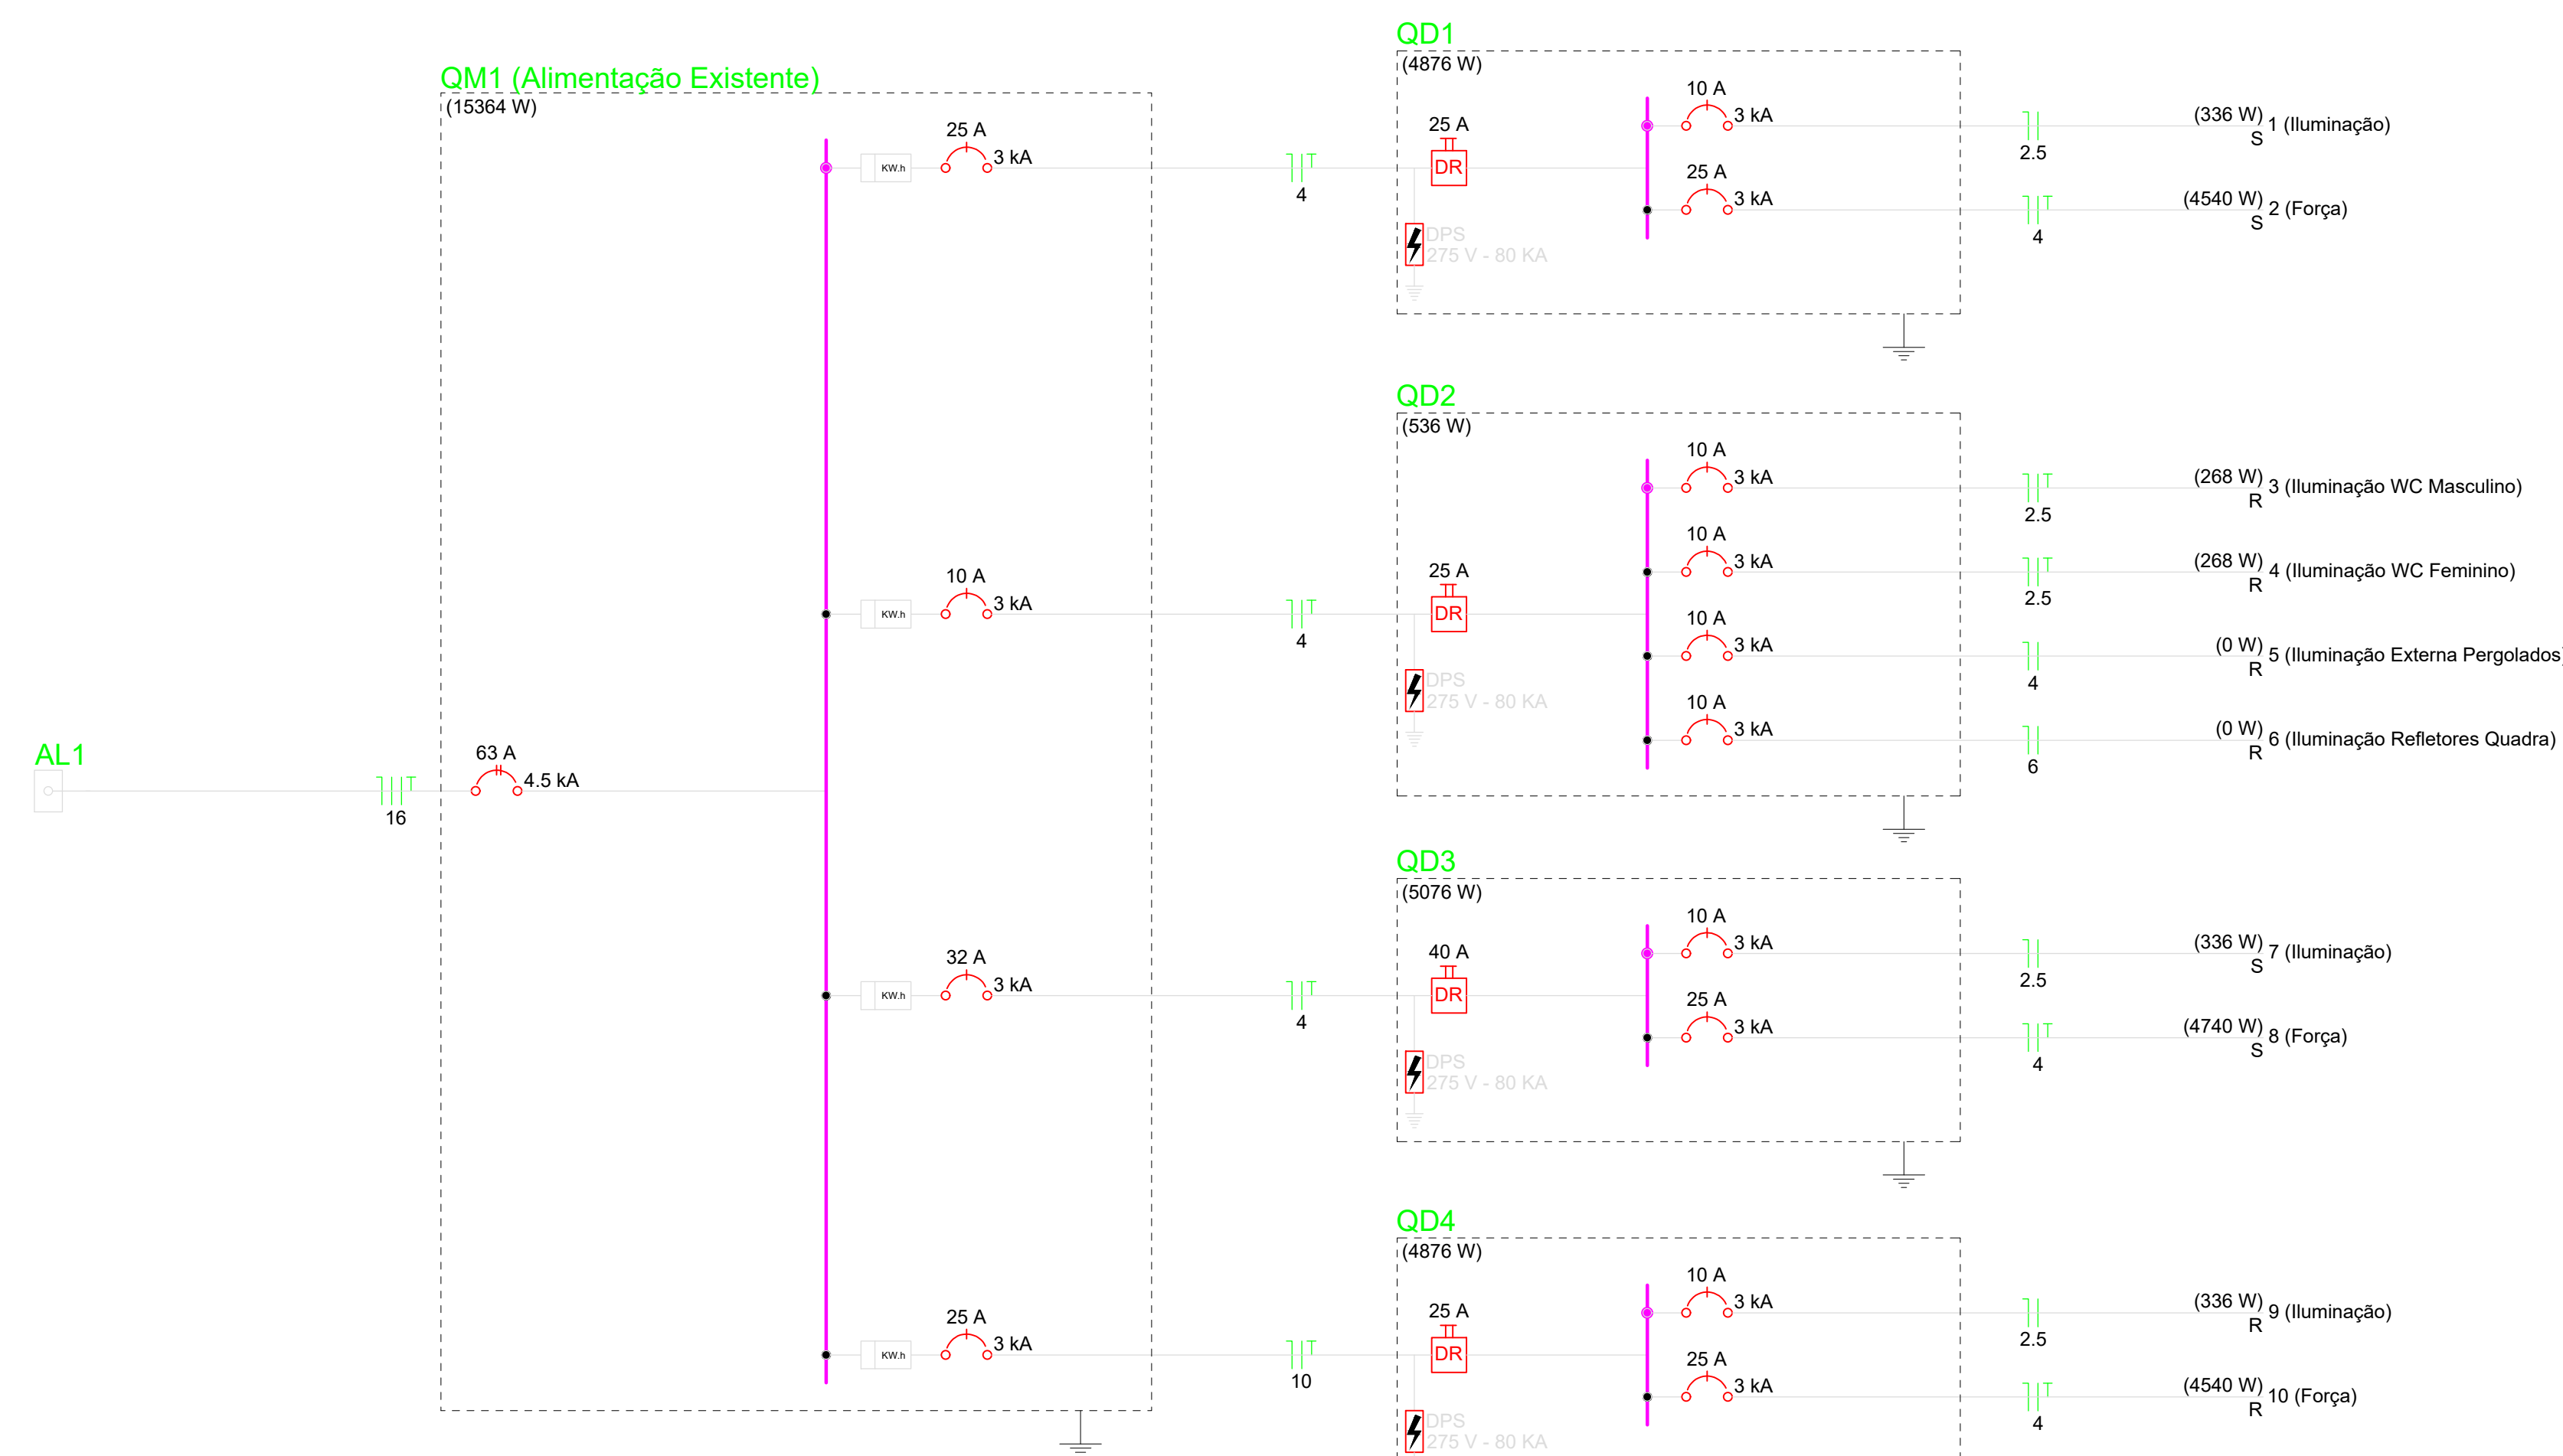 QM1 (Alimentação Existente)
(15364 W)
AL1
16
63 A
4.5 kA
KW.h
25 A
3 kA
4
KW.h
10 A
3 kA
4
KW.h
32 A
3 kA
4
KW.h
25 A
3 kA
10
QD1
(4876 W)
25 A
DR
DPS
275 V - 80 KA
10 A
3 kA
2.5
(336 W)
S
1 (Iluminação)
25 A
3 kA
4
(4540 W)
S
2 (Força)
QD2
(536 W)
25 A
DR
DPS
275 V - 80 KA
10 A
3 kA
2.5
(268 W)
R
3 (Iluminação WC Masculino)
10 A
3 kA
2.5
(268 W)
R
4 (Iluminação WC Feminino)
10 A
3 kA
4
(0 W)
R
5 (Iluminação Externa Pergolados)
10 A
3 kA
6
(0 W)
R
6 (Iluminação Refletores Quadra)
QD3
(5076 W)
40 A
DR
DPS
275 V - 80 KA
10 A
3 kA
2.5
(336 W)
S
7 (Iluminação)
25 A
3 kA
4
(4740 W)
S
8 (Força)
QD4
(4876 W)
25 A
DR
DPS
275 V - 80 KA
10 A
3 kA
2.5
(336 W)
R
9 (Iluminação)
25 A
3 kA
4
(4540 W)
R
10 (Força)